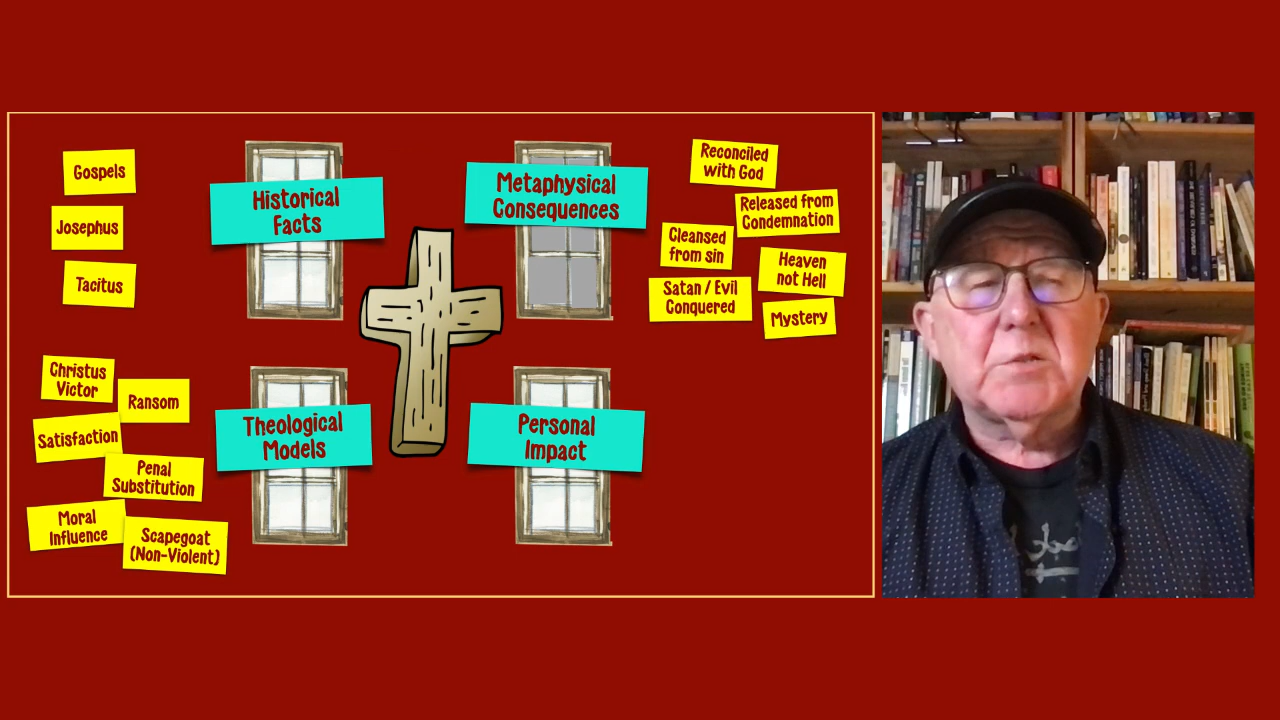 Gospels
Josephus
Tacitus
Historical
Facts
Metaphysical
Consequences
Reconciled
with God
Released from
Condemnation
Cleansed
from sin
Heaven
not Hell
Satan / Evil
Conquered
Mystery
Christus
Victor
Ransom
Satisfaction
Penal
Substitution
Moral
Influence
Scapegoat
(Non-Violent)
Theological
Models
Personal
Impact